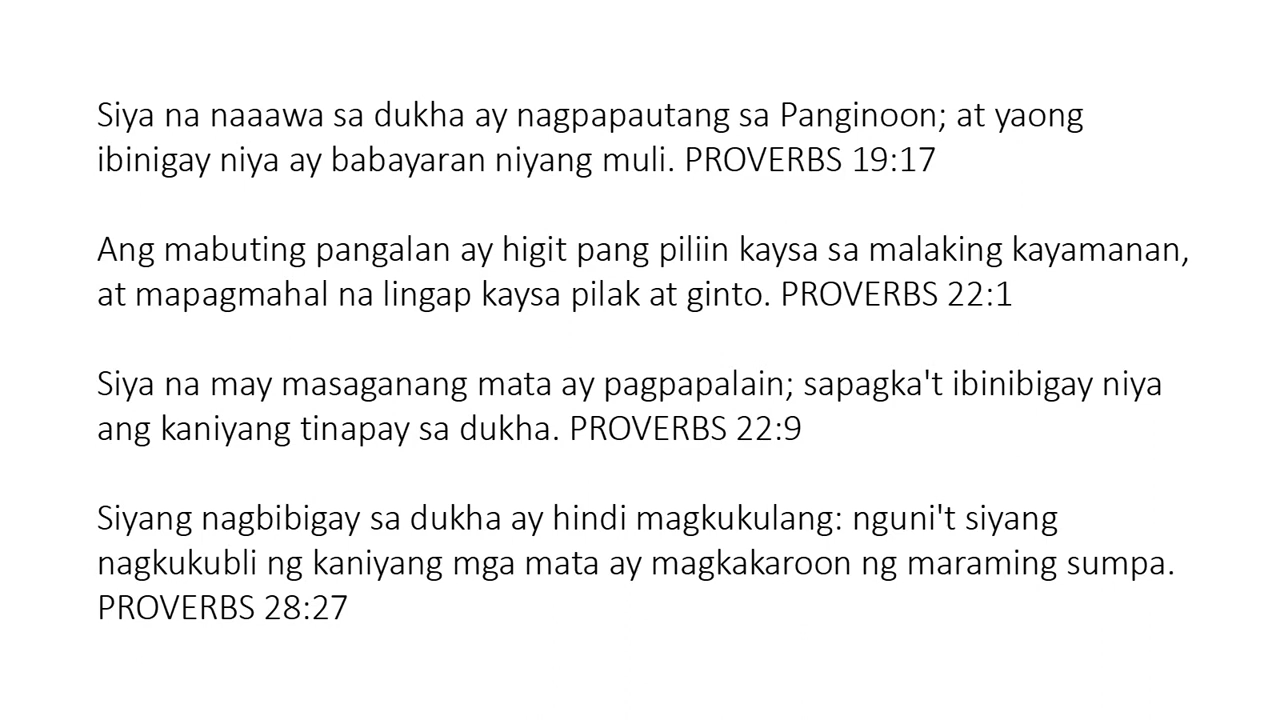 Siya na naaawa sa dukha ay nagpapautang sa Panginoon; at yaong
ibinigay niya ay babayaran niyang muli. PROVERBS 19:17
Ang mabuting pangalan ay higit pang piliin kaysa sa malaking kayamanan,
at mapagmahal na lingap kaysa pilak at ginto. PROVERBS 22:1
Siya na may masaganang mata ay pagpapalain; sapagka't ibinibigay niya
ang kaniyang tinapay sa dukha. PROVERBS 22:9
Siyang nagbibigay sa dukha ay hindi magkukulang: nguni't siyang
nagkukubli ng kaniyang mga mata ay magkakaroon ng maraming sumpa.
PROVERBS 28:27